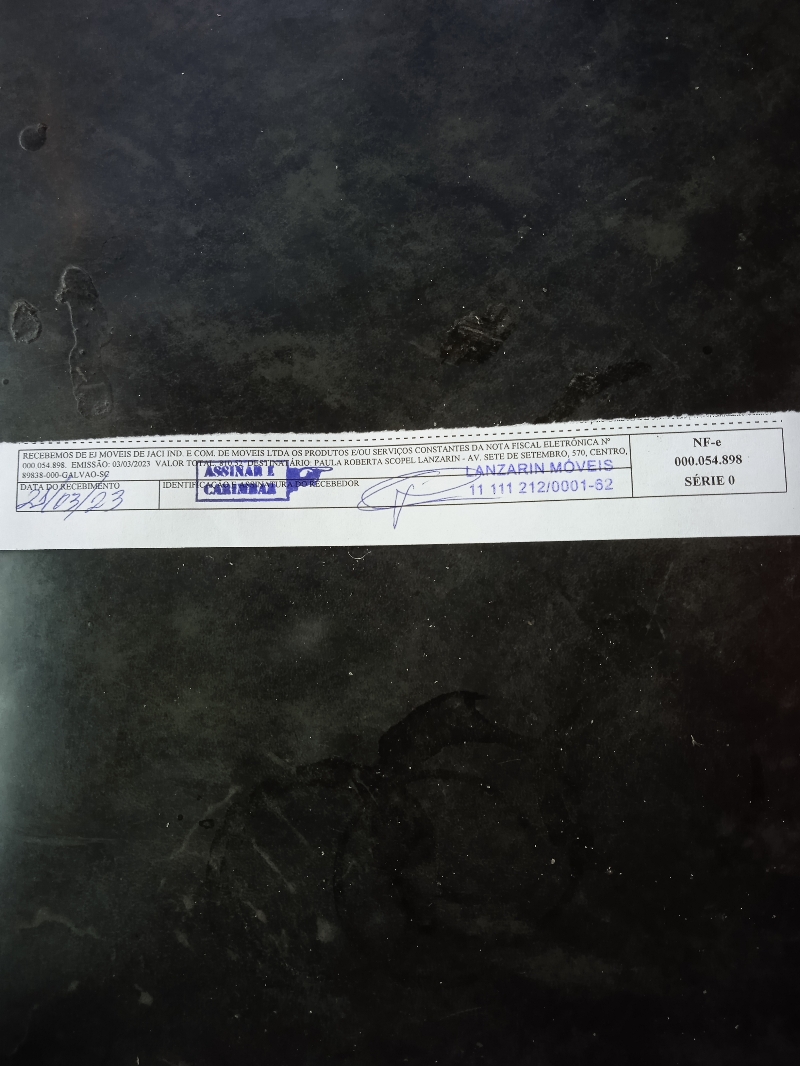 RECEBEMOS DE EJ MOVEIS DE JACI IND. E COM. DE MOVEIS LTDA OS PRODUTOS E/OU SERVIÇOS CONSTANTES DA NOTA FISCAL ELETRÔNICA Nº
000.054.898. EMISSÃO: 03/03/2023 VALOR TOTAL: DESTINATÁRIO: PAULA ROBERTA SCOPEL LANZARIN - AV. SETE DE SETEMBRO, 570, CENTRO,
89838-000-GALVAO-SC
DATA DO RECEBIMENTO
IDENTIFICAÇÃO E ASSINATURA DO RECEBEDOR
ASSINAR E
CARIMBAR
/03/23
LANZARIN MÓVEIS
11 111 212/0001-62
NF-e
000.054.898
SÉRIE 0